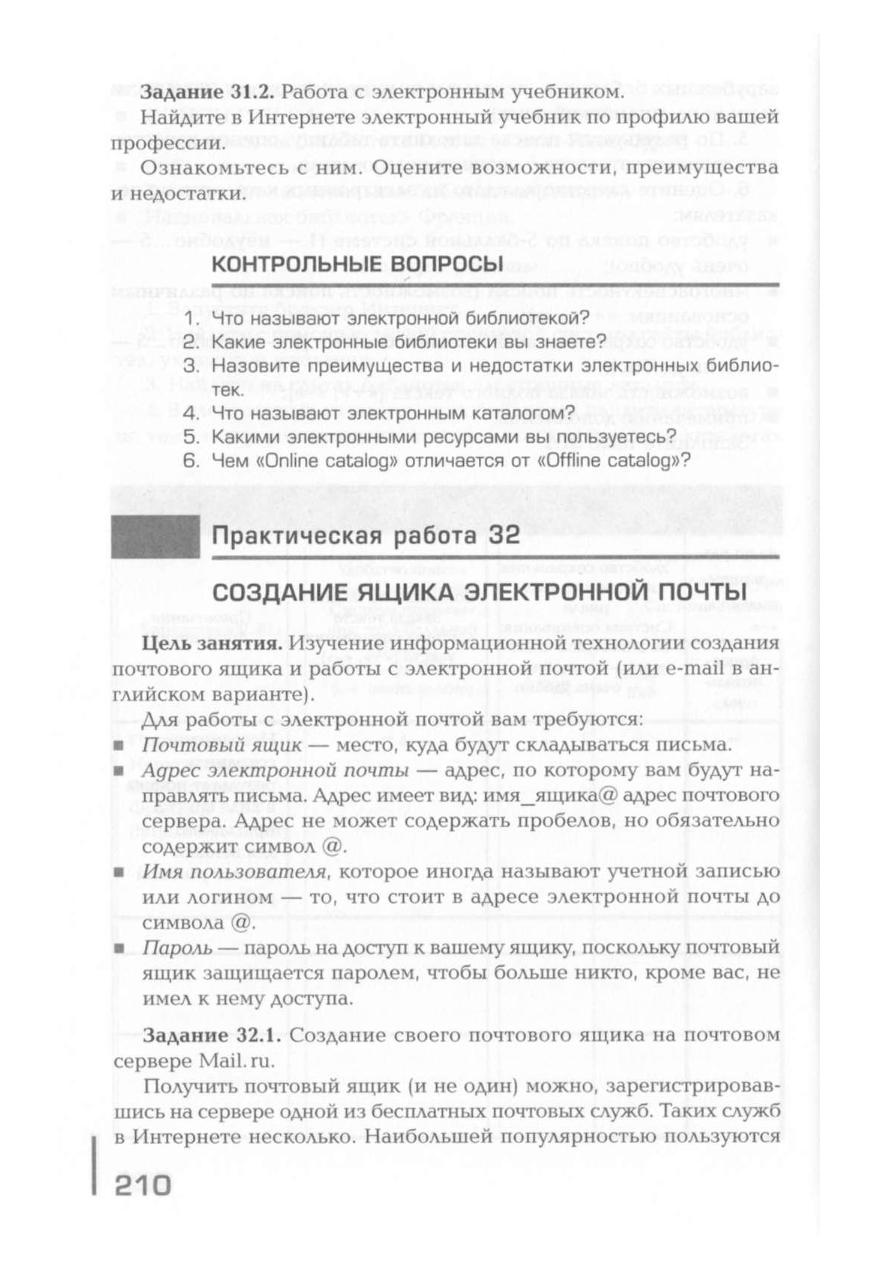 Задание 31.2. Работа с электронным учебником.
Найдите в Интернете электронный учебник по профилю вашей
профессии.
Ознакомьтесь с ним. Оцените возможности, преимущества
и недостатки.
КОНТРОЛЬНЫЕ ВОПРОСЫ
1. Что называют электронной библиотекой?
2. Какие электронные библиотеки вы знаете?
3. Назовите преимущества и недостатки электронных библио-
тек.
4. Что называют электронным каталогом?
5. Какими электронными ресурсами вы пользуетесь?
6. Чем «Online catalog» отличается от «Offline catalog»?
Практическая работа 32
СОЗДАНИЕ ЯЩИКА ЭЛЕКТРОННОЙ ПОЧТЫ
Цель занятия. Изучение информационной технологии создания
почтового ящика и работы с электронной почтой (или e-mail в ан-
глийском варианте).
Для работы с электронной почтой вам требуются:
■ Почтовый ящик — место, куда будут складываться письма.
■ Адрес электронной почты — адрес, по которому вам будут на-
правлять письма. Адрес имеет вид: имя_ящика@ адрес почтового
сервера. Адрес не может содержать пробелов, но обязательно
содержит символ @.
■ Имя пользователя, которое иногда называют учетной записью
или логином — то, что стоит в адресе электронной почты до
символа @.
■ Пароль — пароль на доступ к вашему ящику, поскольку почтовый
ящик защищается паролем, чтобы больше никто, кроме вас, не
имел к нему доступа.
Задание 32.1. Создание своего почтового ящика на почтовом
сервере Mail.ru.
Получить почтовый ящик (и не один) можно, зарегистрировав-
шись на сервере одной из бесплатных почтовых служб. Таких служб
в Интернете несколько. Наибольшей популярностью пользуются
210